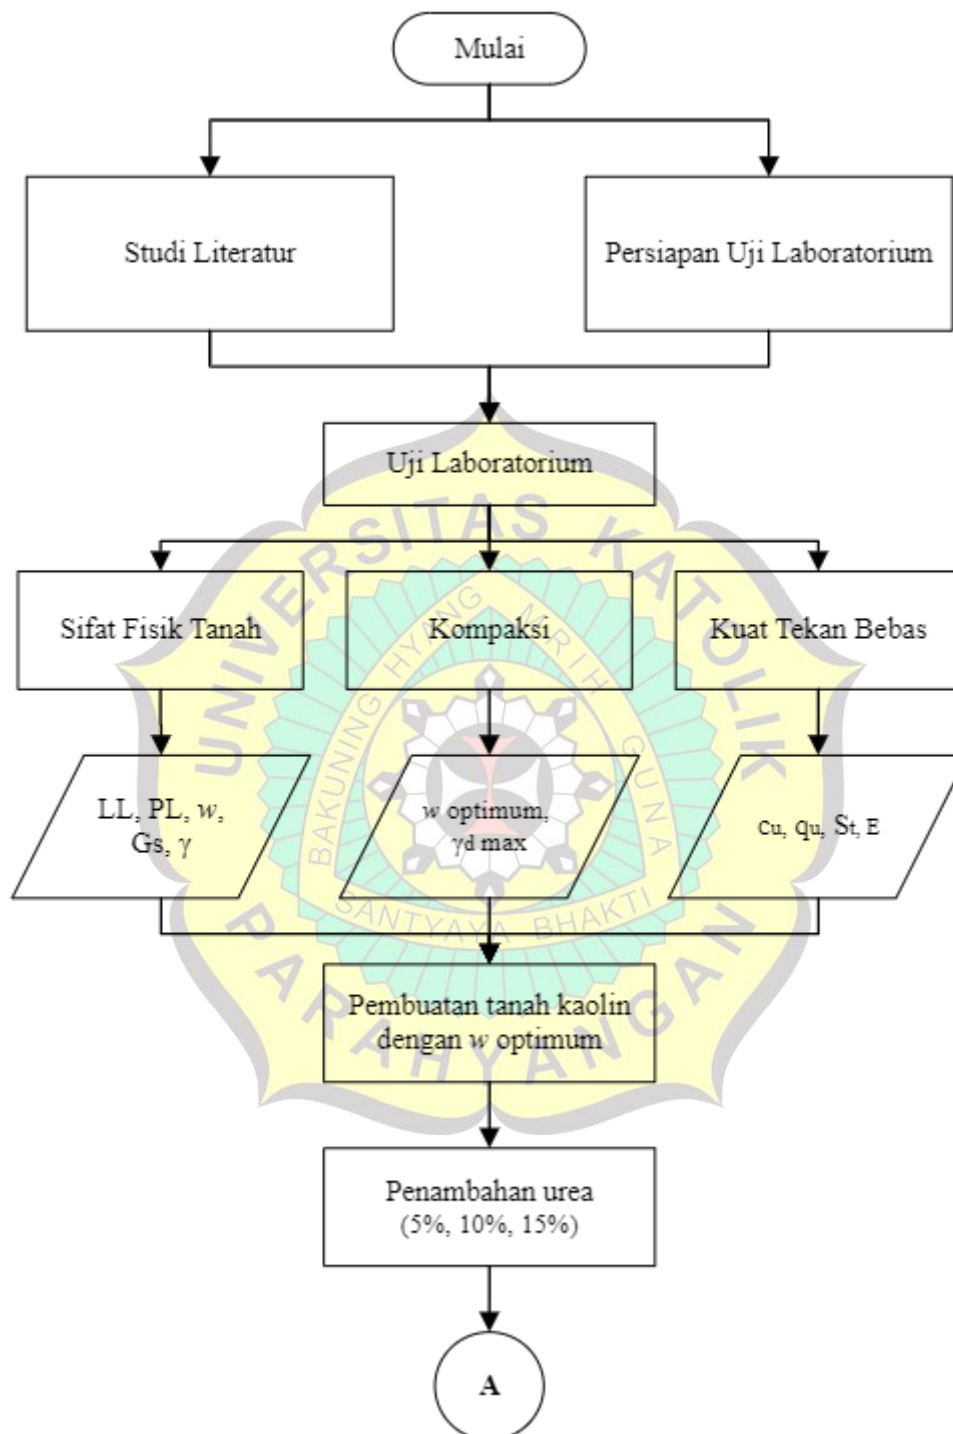 Mulai
Studi Literatur
Persiapan Uji Laboratorium
Uji Laboratorium
Sifat Fisik Tanah
Kompaksi
Kuat Tekan Bebas
LL, PL, w,
Gs, γ
w optimum,
γd max
cu, qu, St, E
Pembuatan tanah kaolin
dengan w optimum
Penambahan urea
(5%, 10%, 15%)
A
UNIVERSITAS KATOLIK
PARAHYANGAN
BAKUNING HYANG MRIH GUNA
SANTYAYA BHAKTI